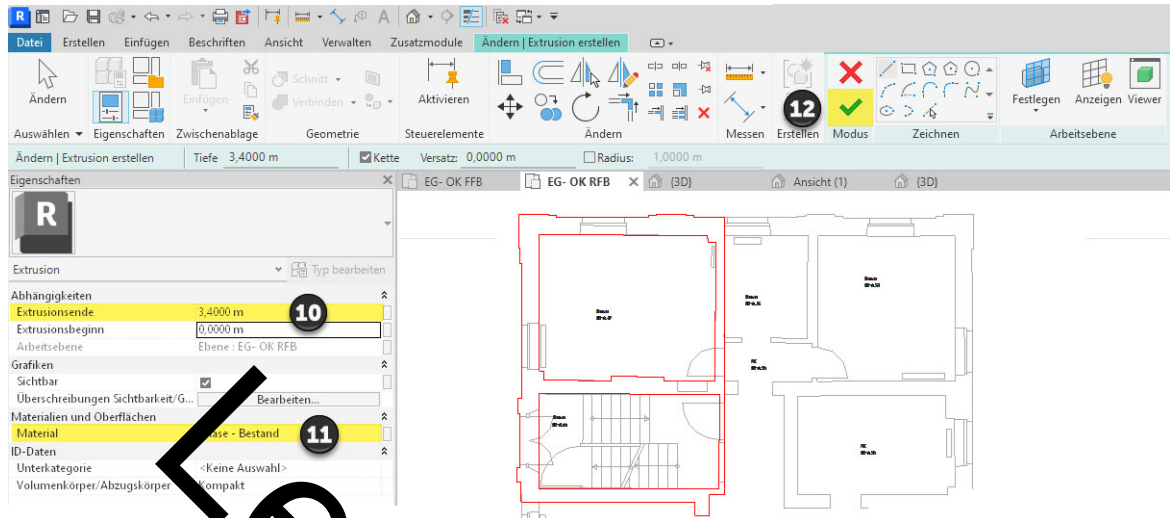 R
A
Datei Erstellen Einfügen Beschriften Ansicht Verwalten Zusatzmodule Ändern | Extrusion erstellen
Ändern Einfügen Schnitt Verbinden Aktivieren 12 Festlegen Anzeigen Viewer
Auswählen Eigenschaften Zwischenablage Geometrie Steuerelemente Ändern Messen Erstellen Modus Zeichnen Arbeitsebene
Ändern | Extrusion erstellen Tiefe 3,4000 m Kette Versatz: 0,0000 m Radius: 1,0000 m
Eigenschaften EG- OK FFB EG- OK RFB {3D} Ansicht (1) {3D}
R
Extrusion Typ bearbeiten
Abhängigkeiten
Extrusionsende 3,4000 m 10
Extrusionsbeginn 0,0000 m
Arbeitsebene Ebene : EG- OK RFB
Grafiken
Sichtbar
Überschreibungen Sichtbarkeit/G... Bearbeiten...
Materialien und Oberflächen
Material - Bestand 11
ID-Daten
Unterkategorie <Keine Auswahl>
Volumenkörper/Abzugskörper Kompakt